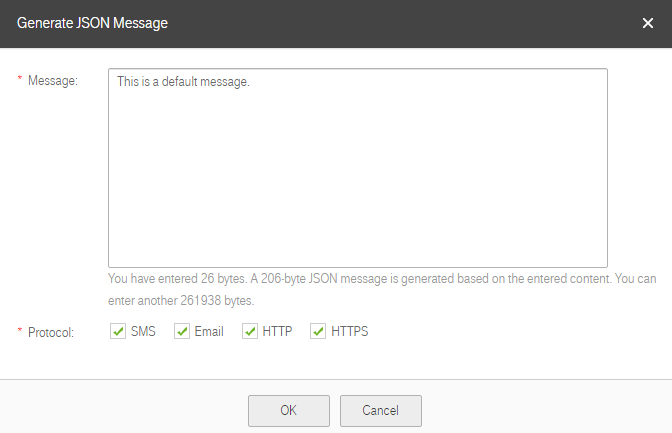 Generate JSON Message
* Message:
This is a default message.
You have entered 26 bytes. A 206-byte JSON message is generated based on the entered content. You can
enter another 261938 bytes.
* Protocol: SMS Email HTTP HTTPS
OK Cancel